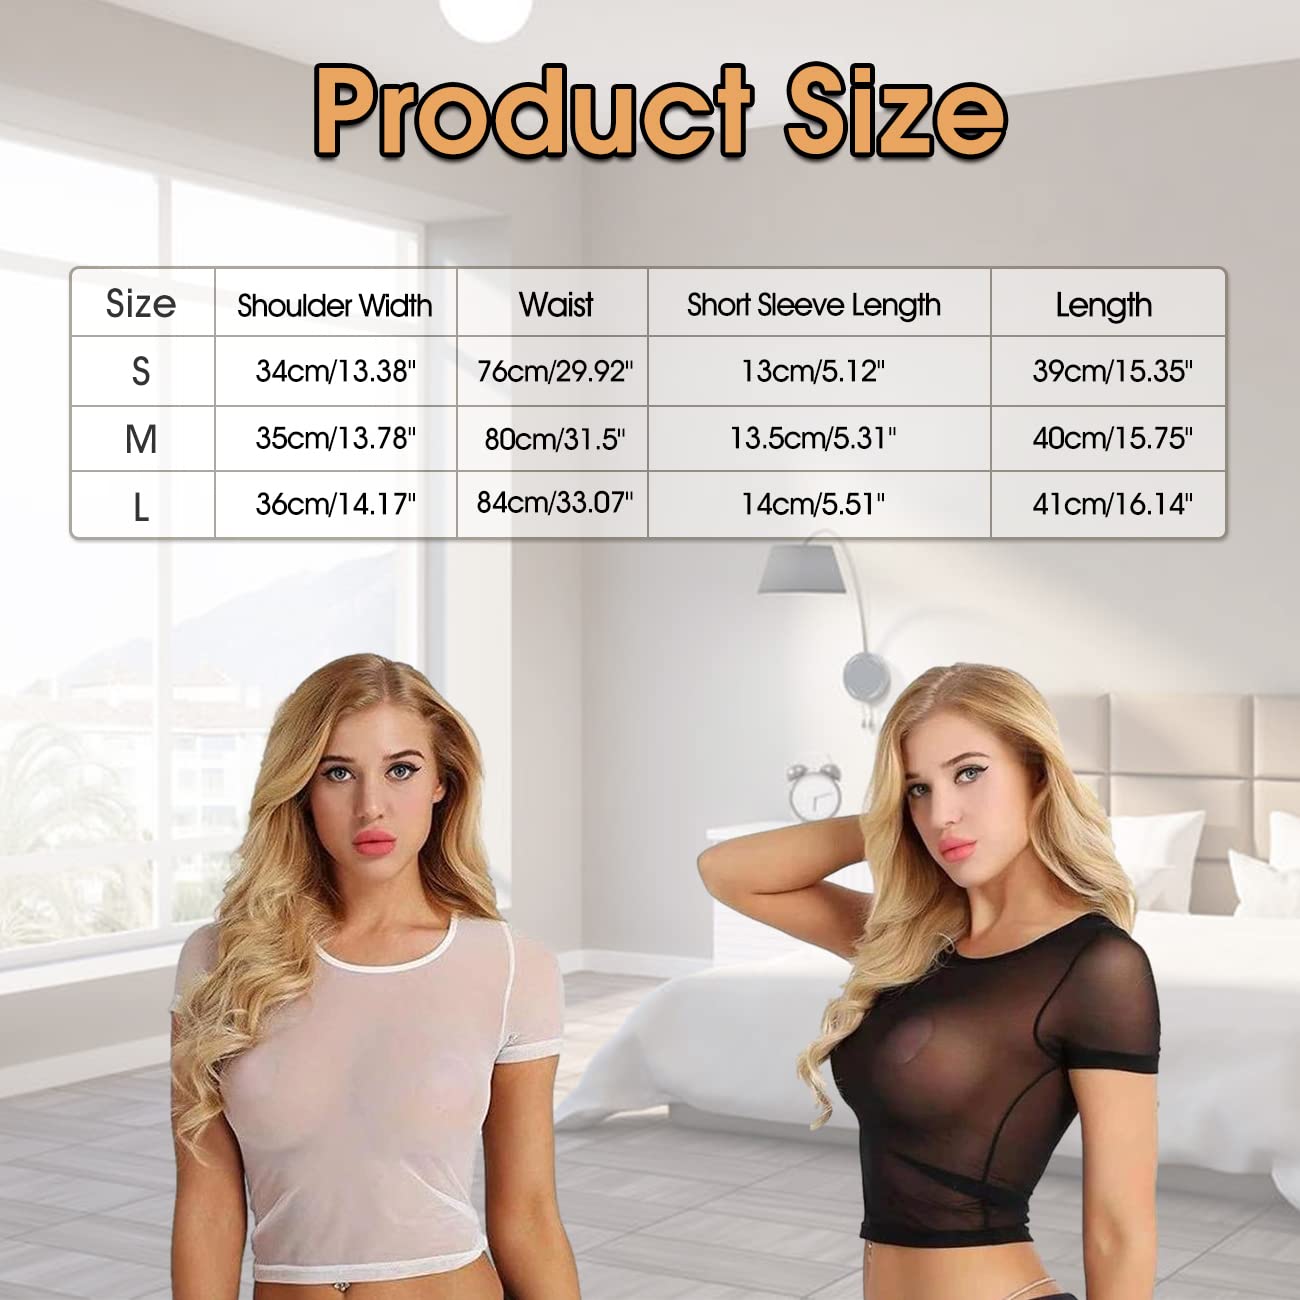 Product Size
Size Shoulder Width Waist Short Sleeve Length Length
S 34cm/13.38" 76cm/29.92" 13cm/5.12" 39cm/15.35"
M 35cm/13.78" 80cm/31.5" 13.5cm/5.31" 40cm/15.75"
L 36cm/14.17" 84cm/33.07" 14cm/5.51" 41cm/16.14"